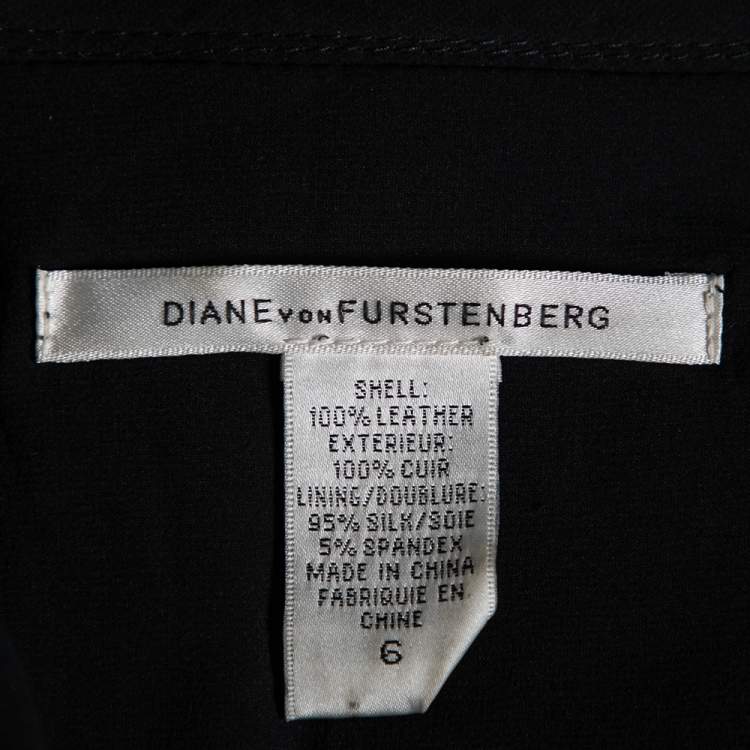 DIANE VON FURSTENBERG
SHELL:
100% LEATHER
EXTERIEUR:
100% CUIR
LINING/DOUBLURE:
95% SILK/SOIE
5% SPANDEX
MADE IN CHINA
FABRIQUIE EN
CHINE
6